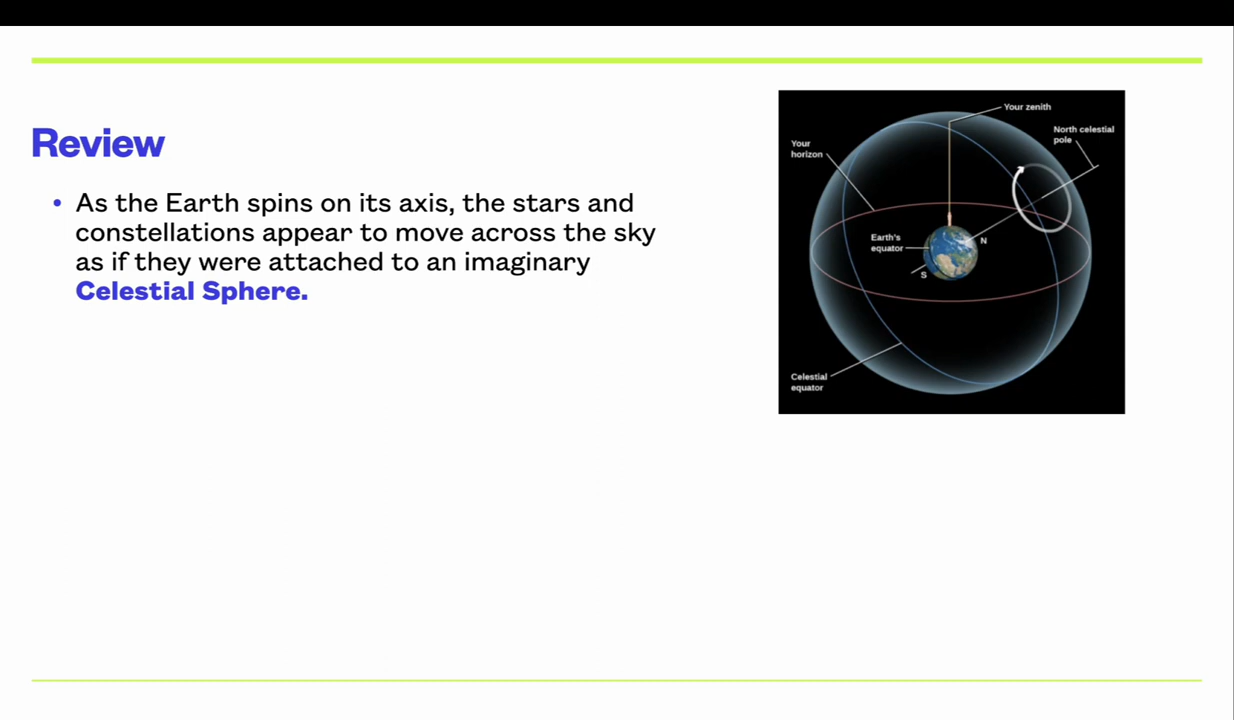 Review
• As the Earth spins on its axis, the stars and
constellations appear to move across the sky
as if they were attached to an imaginary
Celestial Sphere.
Your zenith
North celestial
pole
Your
horizon
Earth's
equator
N
S
Celestial
equator